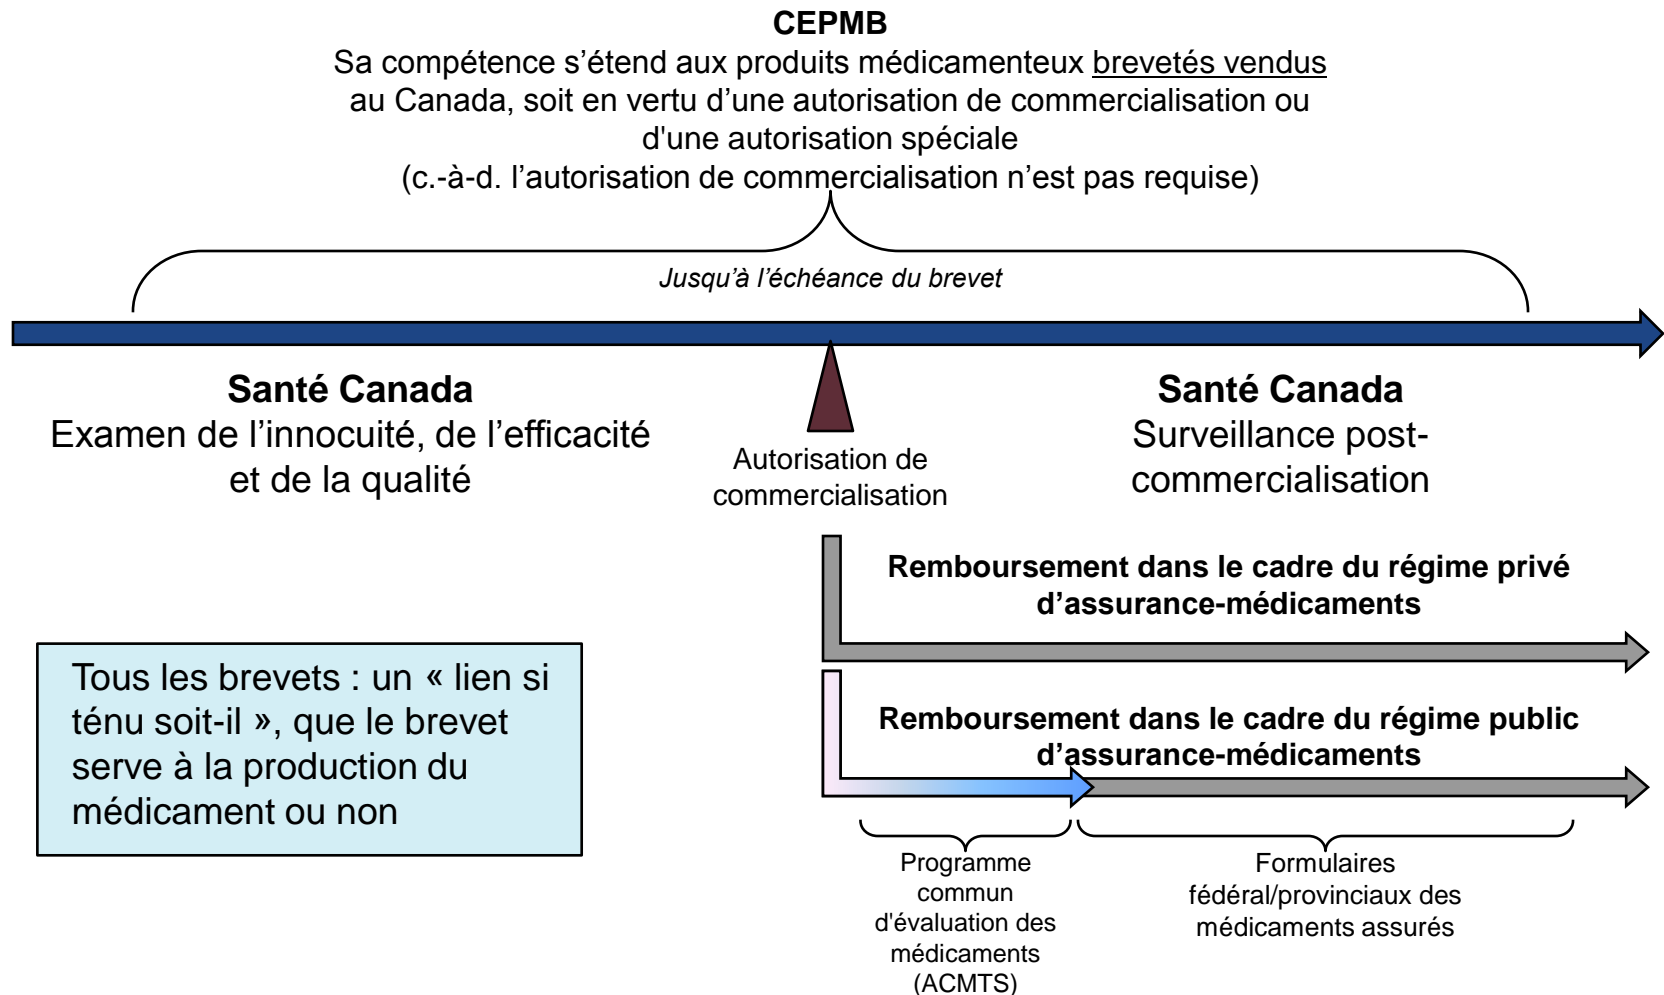 CEPMB
Sa compétence s’étend aux produits médicamenteux brevetés vendus
au Canada, soit en vertu d’une autorisation de commercialisation ou
d'une autorisation spéciale
(c.-à-d. l’autorisation de commercialisation n’est pas requise)
Jusqu’à l’échéance du brevet
Santé Canada
Examen de l’innocuité, de l’efficacité
et de la qualité
Autorisation de
commercialisation
Santé Canada
Surveillance post-
commercialisation
Remboursement dans le cadre du régime privé
d’assurance-médicaments
Tous les brevets : un « lien si
ténu soit-il », que le brevet
serve à la production du
médicament ou non
Remboursement dans le cadre du régime public
d’assurance-médicaments
Programme
commun
d'évaluation des
médicaments
(ACMTS)
Formulaires
fédéral/provinciaux des
médicaments assurés